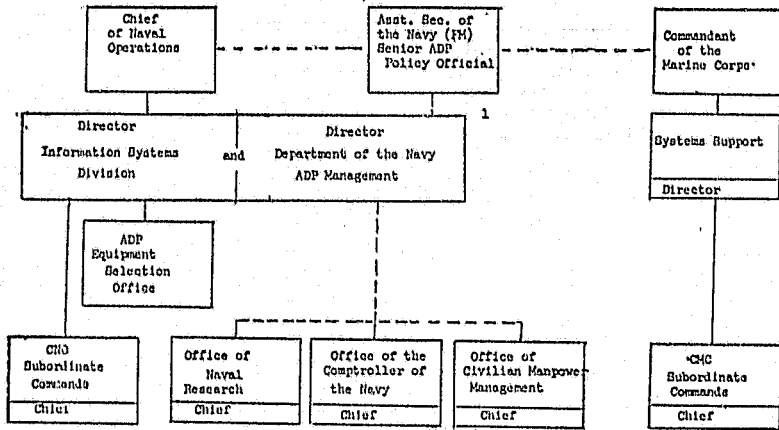 Chief
of Naval
Operations
Asst. Sec. of
the Navy (FM)
Senior ADP
Policy Official
Commandant
of the
Marine Corps
1
Director
Information Systems
Division
and
Director
Department of the Navy
ADP Management
Systems Support
Director
ADP
Equipment
Selection
Office
CNO
Subordinate
Commands
Chief
Office of
Naval
Research
Chief
Office of the
Comptroller of
the Navy
Chief
Office of
Civilian Manpower
Management
Chief
CMC
Subordinate
Commands
Chief